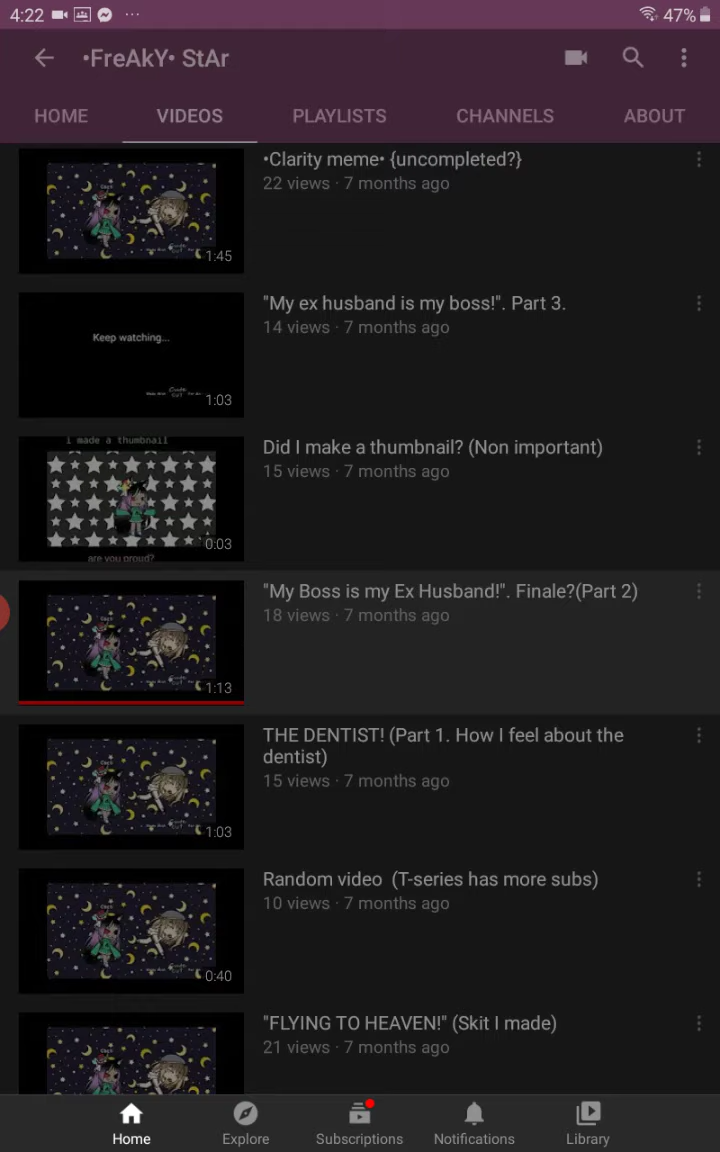 4:22
47%
•FreAkY• StAr
HOME
VIDEOS
PLAYLISTS
CHANNELS
ABOUT
•Clarity meme• {uncompleted?}
22 views · 7 months ago
1:45
"My ex husband is my boss!". Part 3.
14 views · 7 months ago
Keep watching...
1:03
i made a thumbnail
Did I make a thumbnail? (Non important)
15 views · 7 months ago
0:03
are you proud?
"My Boss is my Ex Husband!". Finale?(Part 2)
18 views · 7 months ago
1:13
THE DENTIST! (Part 1. How I feel about the
dentist)
15 views · 7 months ago
1:03
Random video  (T-series has more subs)
10 views · 7 months ago
0:40
"FLYING TO HEAVEN!" (Skit I made)
21 views · 7 months ago
Home
Explore
Subscriptions
Notifications
Library